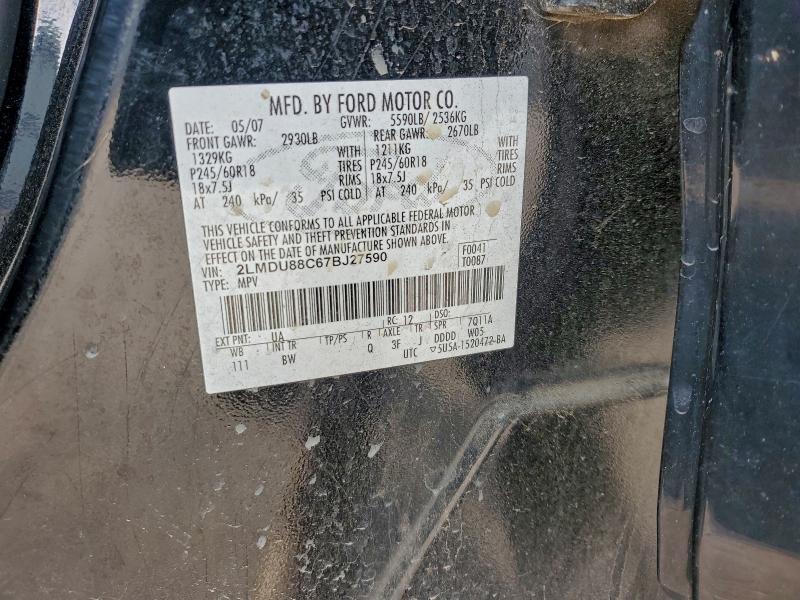 MFD. BY FORD MOTOR CO.
DATE: 05/07 GVWR: 5590LB/ 2536KG
FRONT GAWR: 2930LB REAR GAWR: 2670LB
1329KG WITH 1211KG WITH
P245/60R18 TIRES P245/60R18 TIRES
18x7.5J RIMS 18x7.5J RIMS
AT 240 kPa/ 35 PSI COLD AT 240 kPa/ 35 PSI COLD
THIS VEHICLE CONFORMS TO ALL APPLICABLE FEDERAL MOTOR
VEHICLE SAFETY AND THEFT PREVENTION STANDARDS IN
EFFECT ON THE DATE OF MANUFACTURE SHOWN ABOVE.
VIN: 2LMDU88C67BJ27590 F0041
TYPE: MPV T0087
EXT PNT: UA RC: 12 DSO:
WB INT TR TP/PS R AXLE TR SPR 7Q11A
111 BW Q 3F J DDDD W05
UTC ▽5U5A-1520472-BA